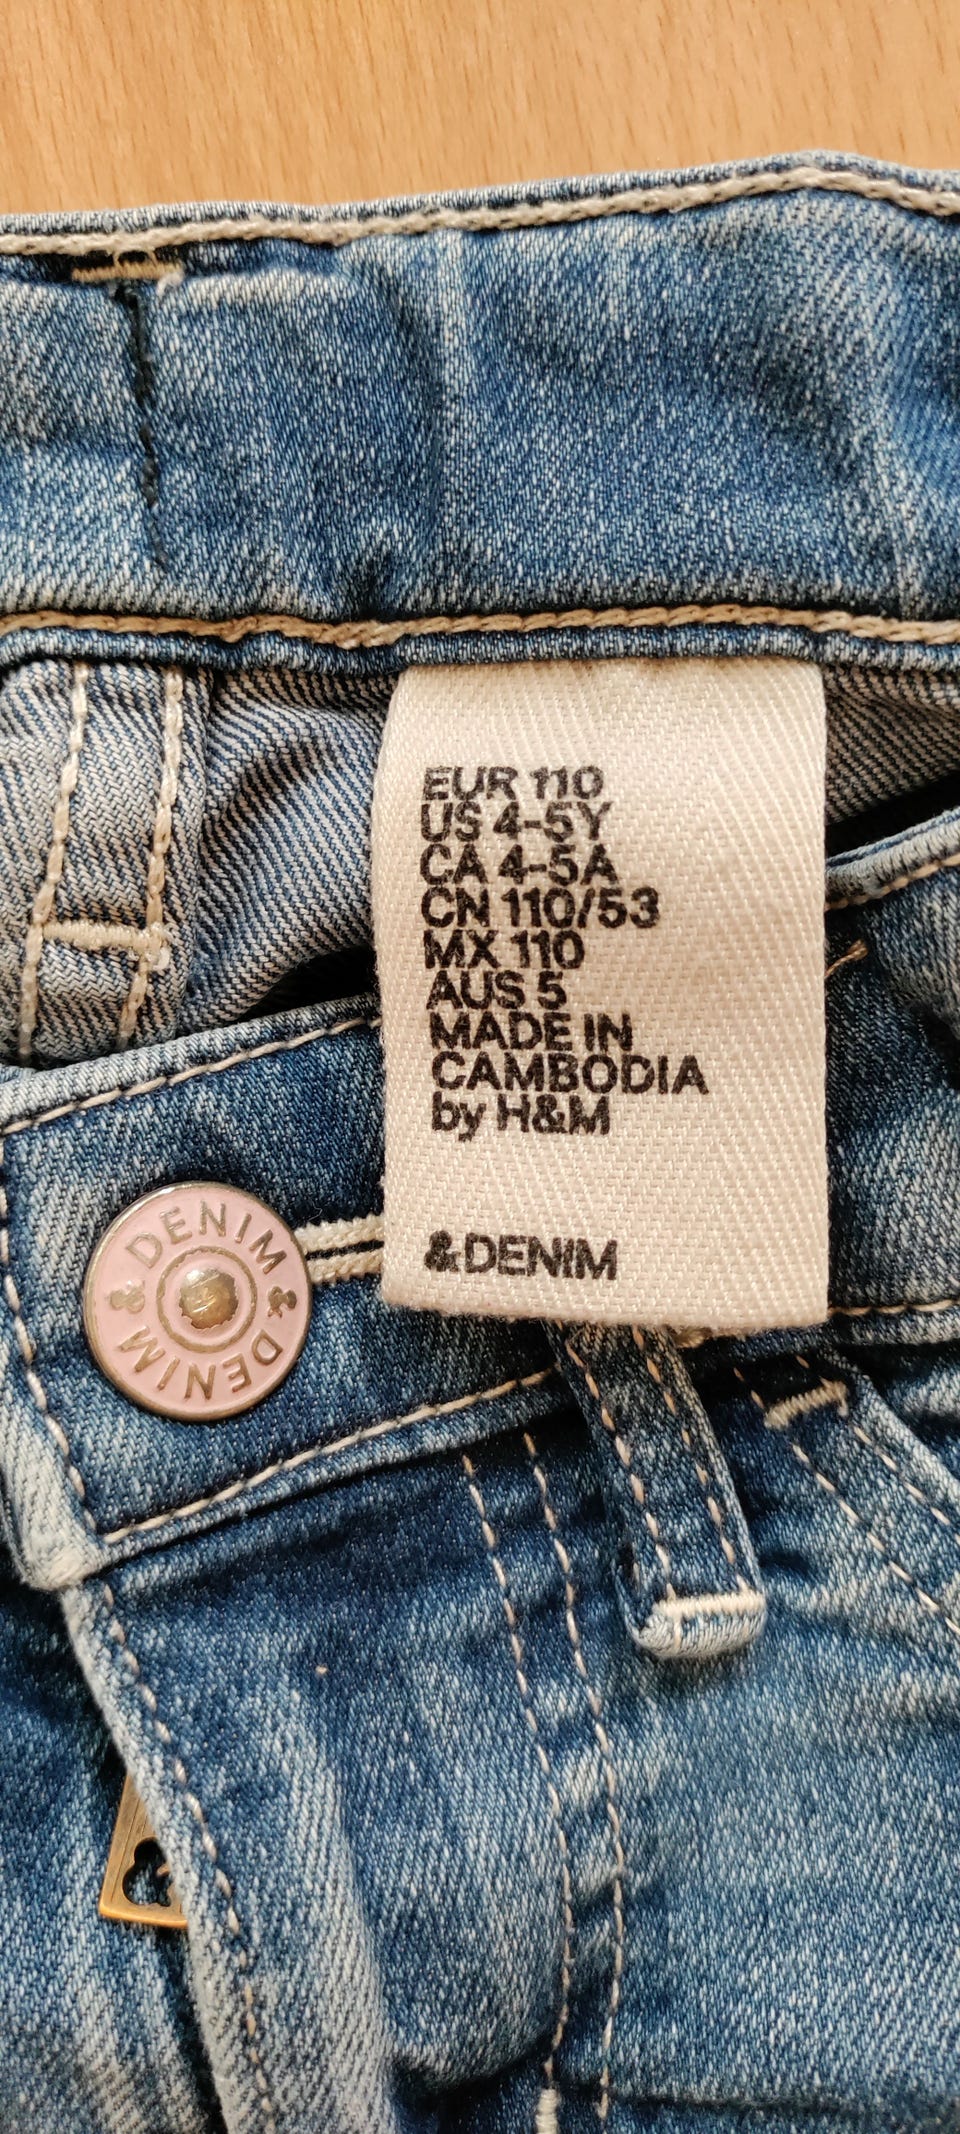 EUR 110
US 4-5Y
CA 4-5A
CN 110/53
MX 110
AUS 5
MADE IN
CAMBODIA
by H&M
&DENIM
& DENIM & DENIM